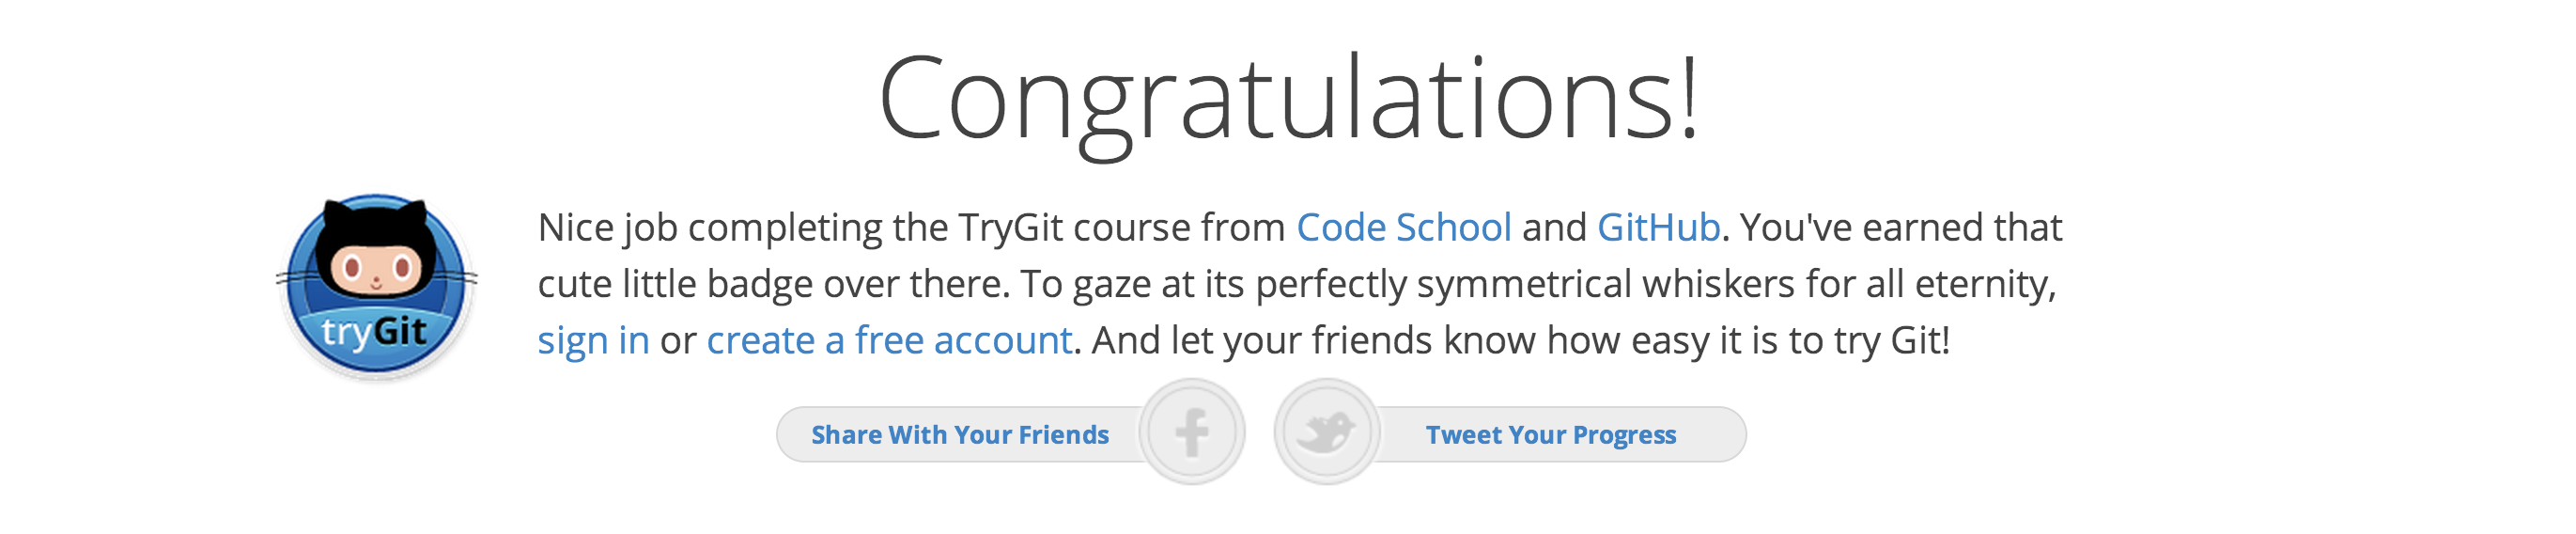 Congratulations!
Nice job completing the TryGit course from Code School and GitHub. You've earned that
cute little badge over there. To gaze at its perfectly symmetrical whiskers for all eternity,
sign in or create a free account. And let your friends know how easy it is to try Git!
tryGit
Share With Your Friends
Tweet Your Progress